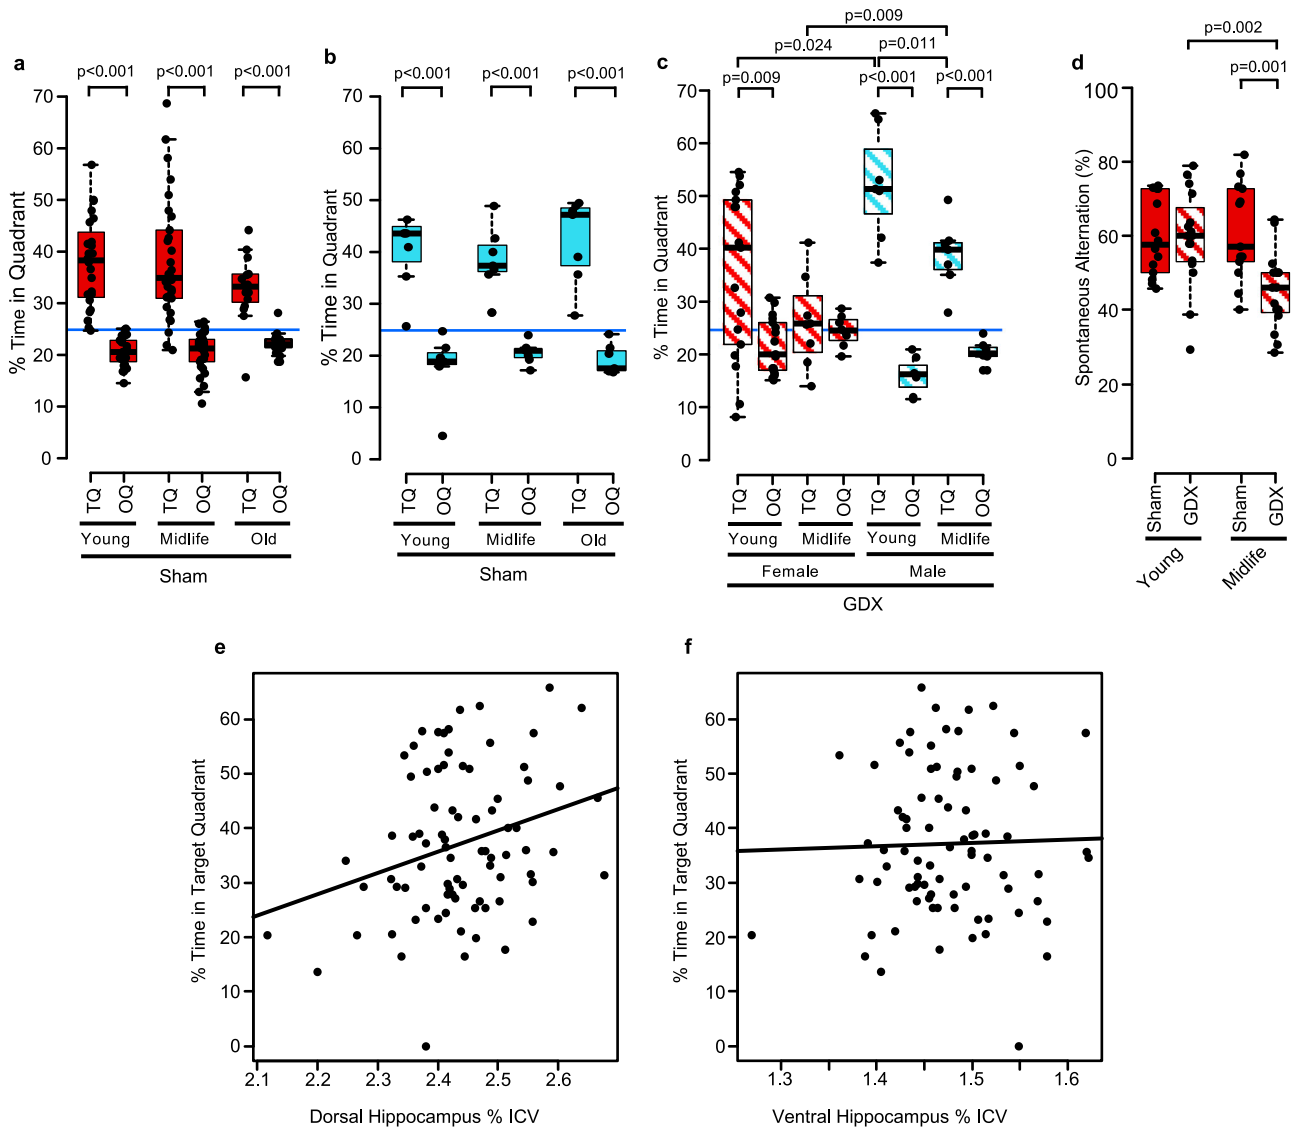 a
p<0.001 p<0.001 p<0.001
% Time in Quadrant
70
60
50
40
30
20
10
0
TQ OQ TQ OQ TQ OQ
Young Midlife Old
Sham
b
p<0.001 p<0.001 p<0.001
% Time in Quadrant
70
60
50
40
30
20
10
0
TQ OQ TQ OQ TQ OQ
Young Midlife Old
Sham
c
p=0.009
p=0.024 p=0.011
p=0.009 p<0.001 p<0.001
% Time in Quadrant
70
60
50
40
30
20
10
0
TQ OQ TQ OQ TQ OQ TQ OQ
Young Midlife Young Midlife
Female Male
GDX
d
p=0.002
p=0.001
Spontaneous Alternation (%)
100
80
60
40
20
0
Sham GDX Sham GDX
Young Midlife
e
% Time in Target Quadrant
60
50
40
30
20
10
0
2.1 2.2 2.3 2.4 2.5 2.6
Dorsal Hippocampus % ICV
f
% Time in Target Quadrant
60
50
40
30
20
10
0
1.3 1.4 1.5 1.6
Ventral Hippocampus % ICV